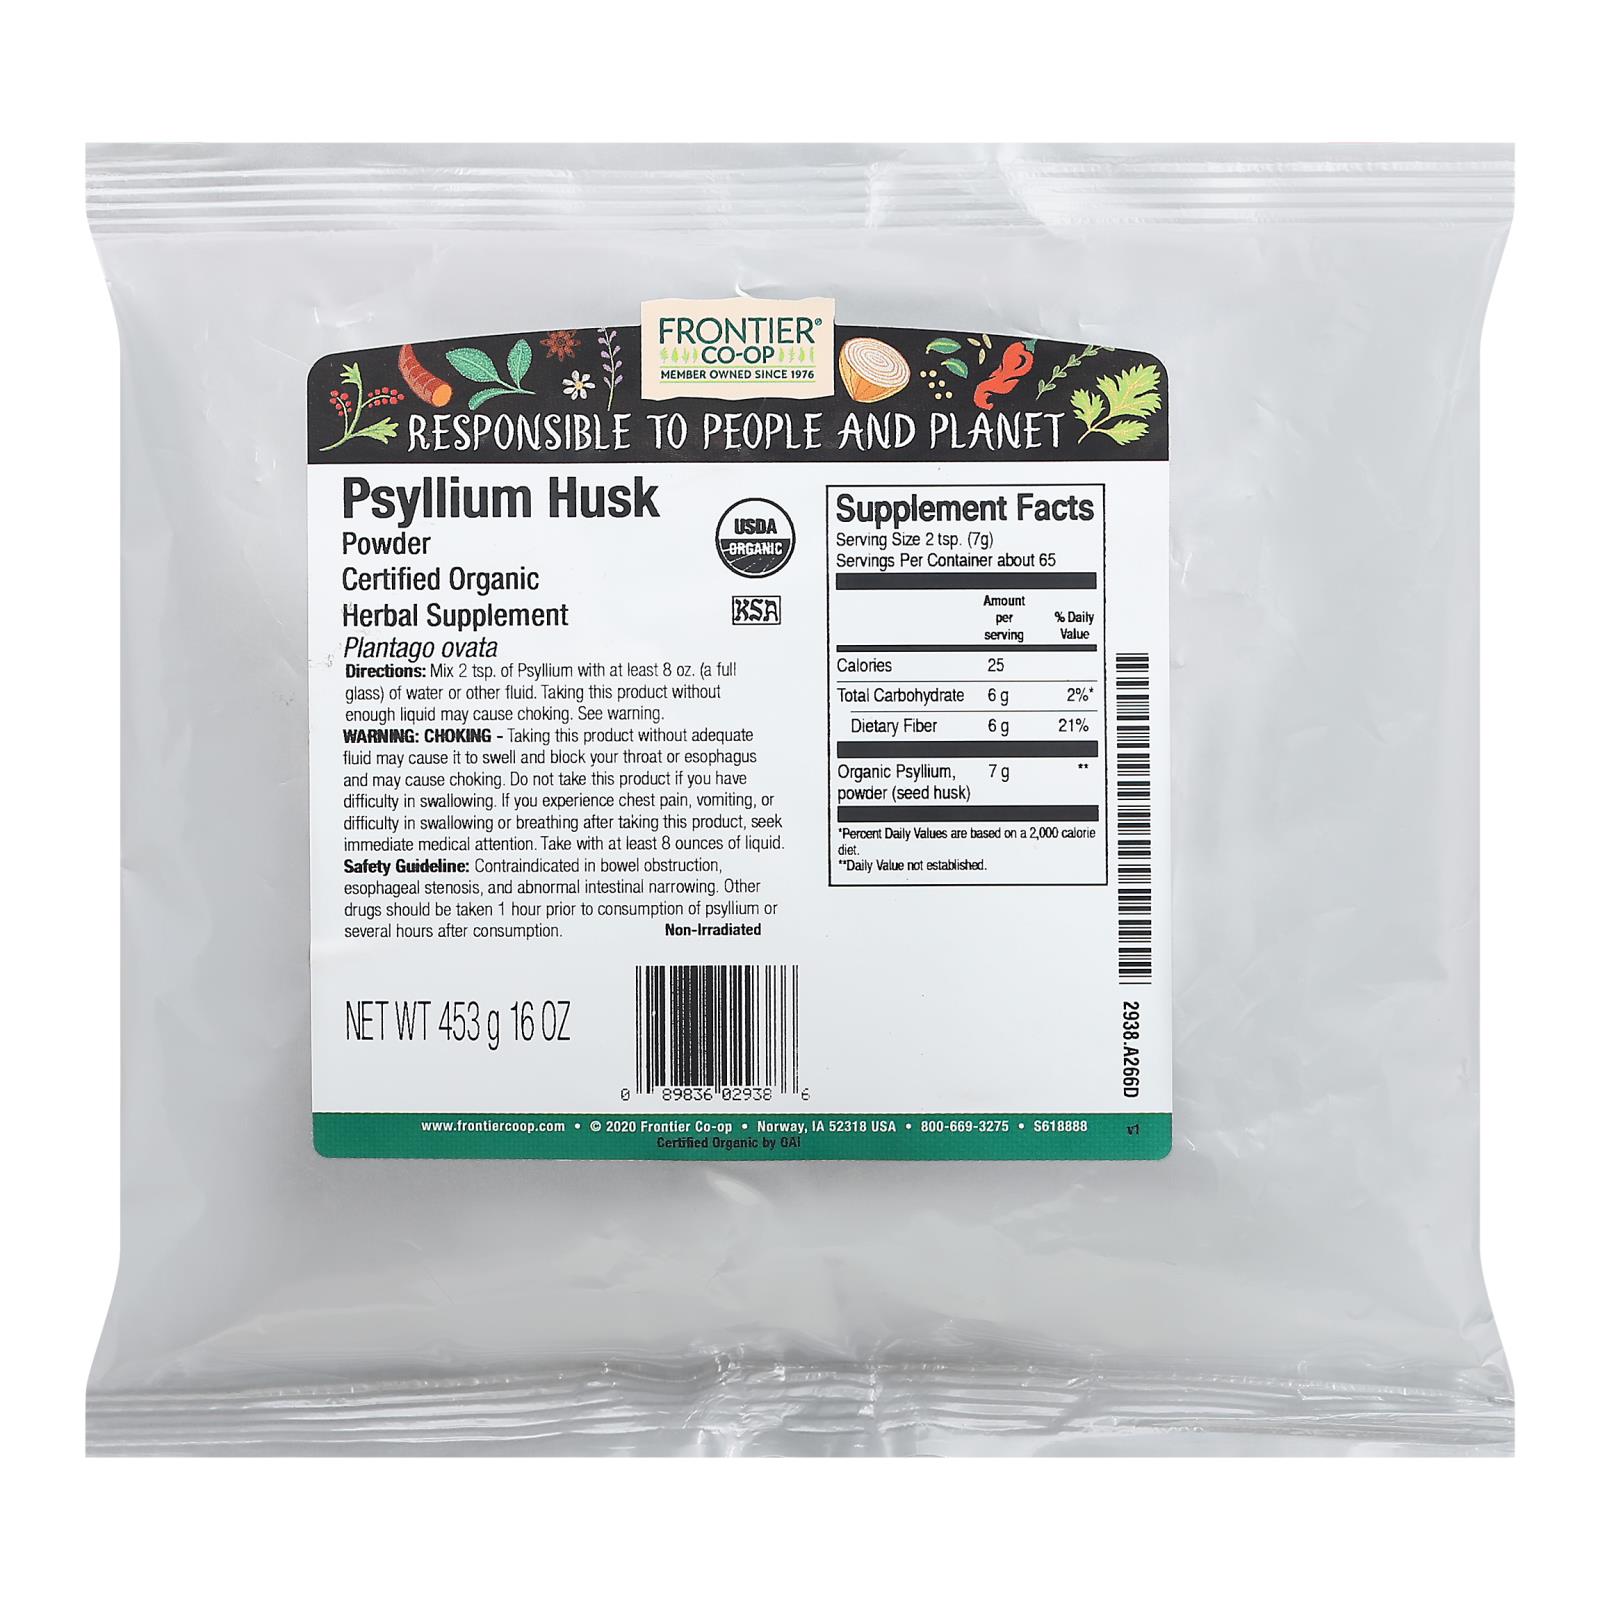 FRONTIER®
CO-OP
MEMBER OWNED SINCE 1976
RESPONSIBLE TO PEOPLE AND PLANET
Psyllium Husk
Powder
Certified Organic
Herbal Supplement
Plantago ovata
USDA
ORGANIC
KSA
Directions: Mix 2 tsp. of Psyllium with at least 8 oz. (a full
glass) of water or other fluid. Taking this product without
enough liquid may cause choking. See warning.
WARNING: CHOKING - Taking this product without adequate
fluid may cause it to swell and block your throat or esophagus
and may cause choking. Do not take this product if you have
difficulty in swallowing. If you experience chest pain, vomiting, or
difficulty in swallowing or breathing after taking this product, seek
immediate medical attention. Take with at least 8 ounces of liquid.
Safety Guideline: Contraindicated in bowel obstruction,
esophageal stenosis, and abnormal intestinal narrowing. Other
drugs should be taken 1 hour prior to consumption of psyllium or
several hours after consumption. Non-Irradiated
NET WT 453 g 16 OZ
0 89836 02938 6
Supplement Facts
Serving Size 2 tsp. (7g)
Servings Per Container about 65
Amount
per
serving
% Daily
Value
Calories 25
Total Carbohydrate 6 g 2%*
Dietary Fiber 6 g 21%
Organic Psyllium, 7 g **
powder (seed husk)
*Percent Daily Values are based on a 2,000 calorie
diet.
**Daily Value not established.
2938.A266D
www.frontiercoop.com • © 2020 Frontier Co-op • Norway, IA 52318 USA • 800-669-3275 • S618888 v1
Certified Organic by QAI